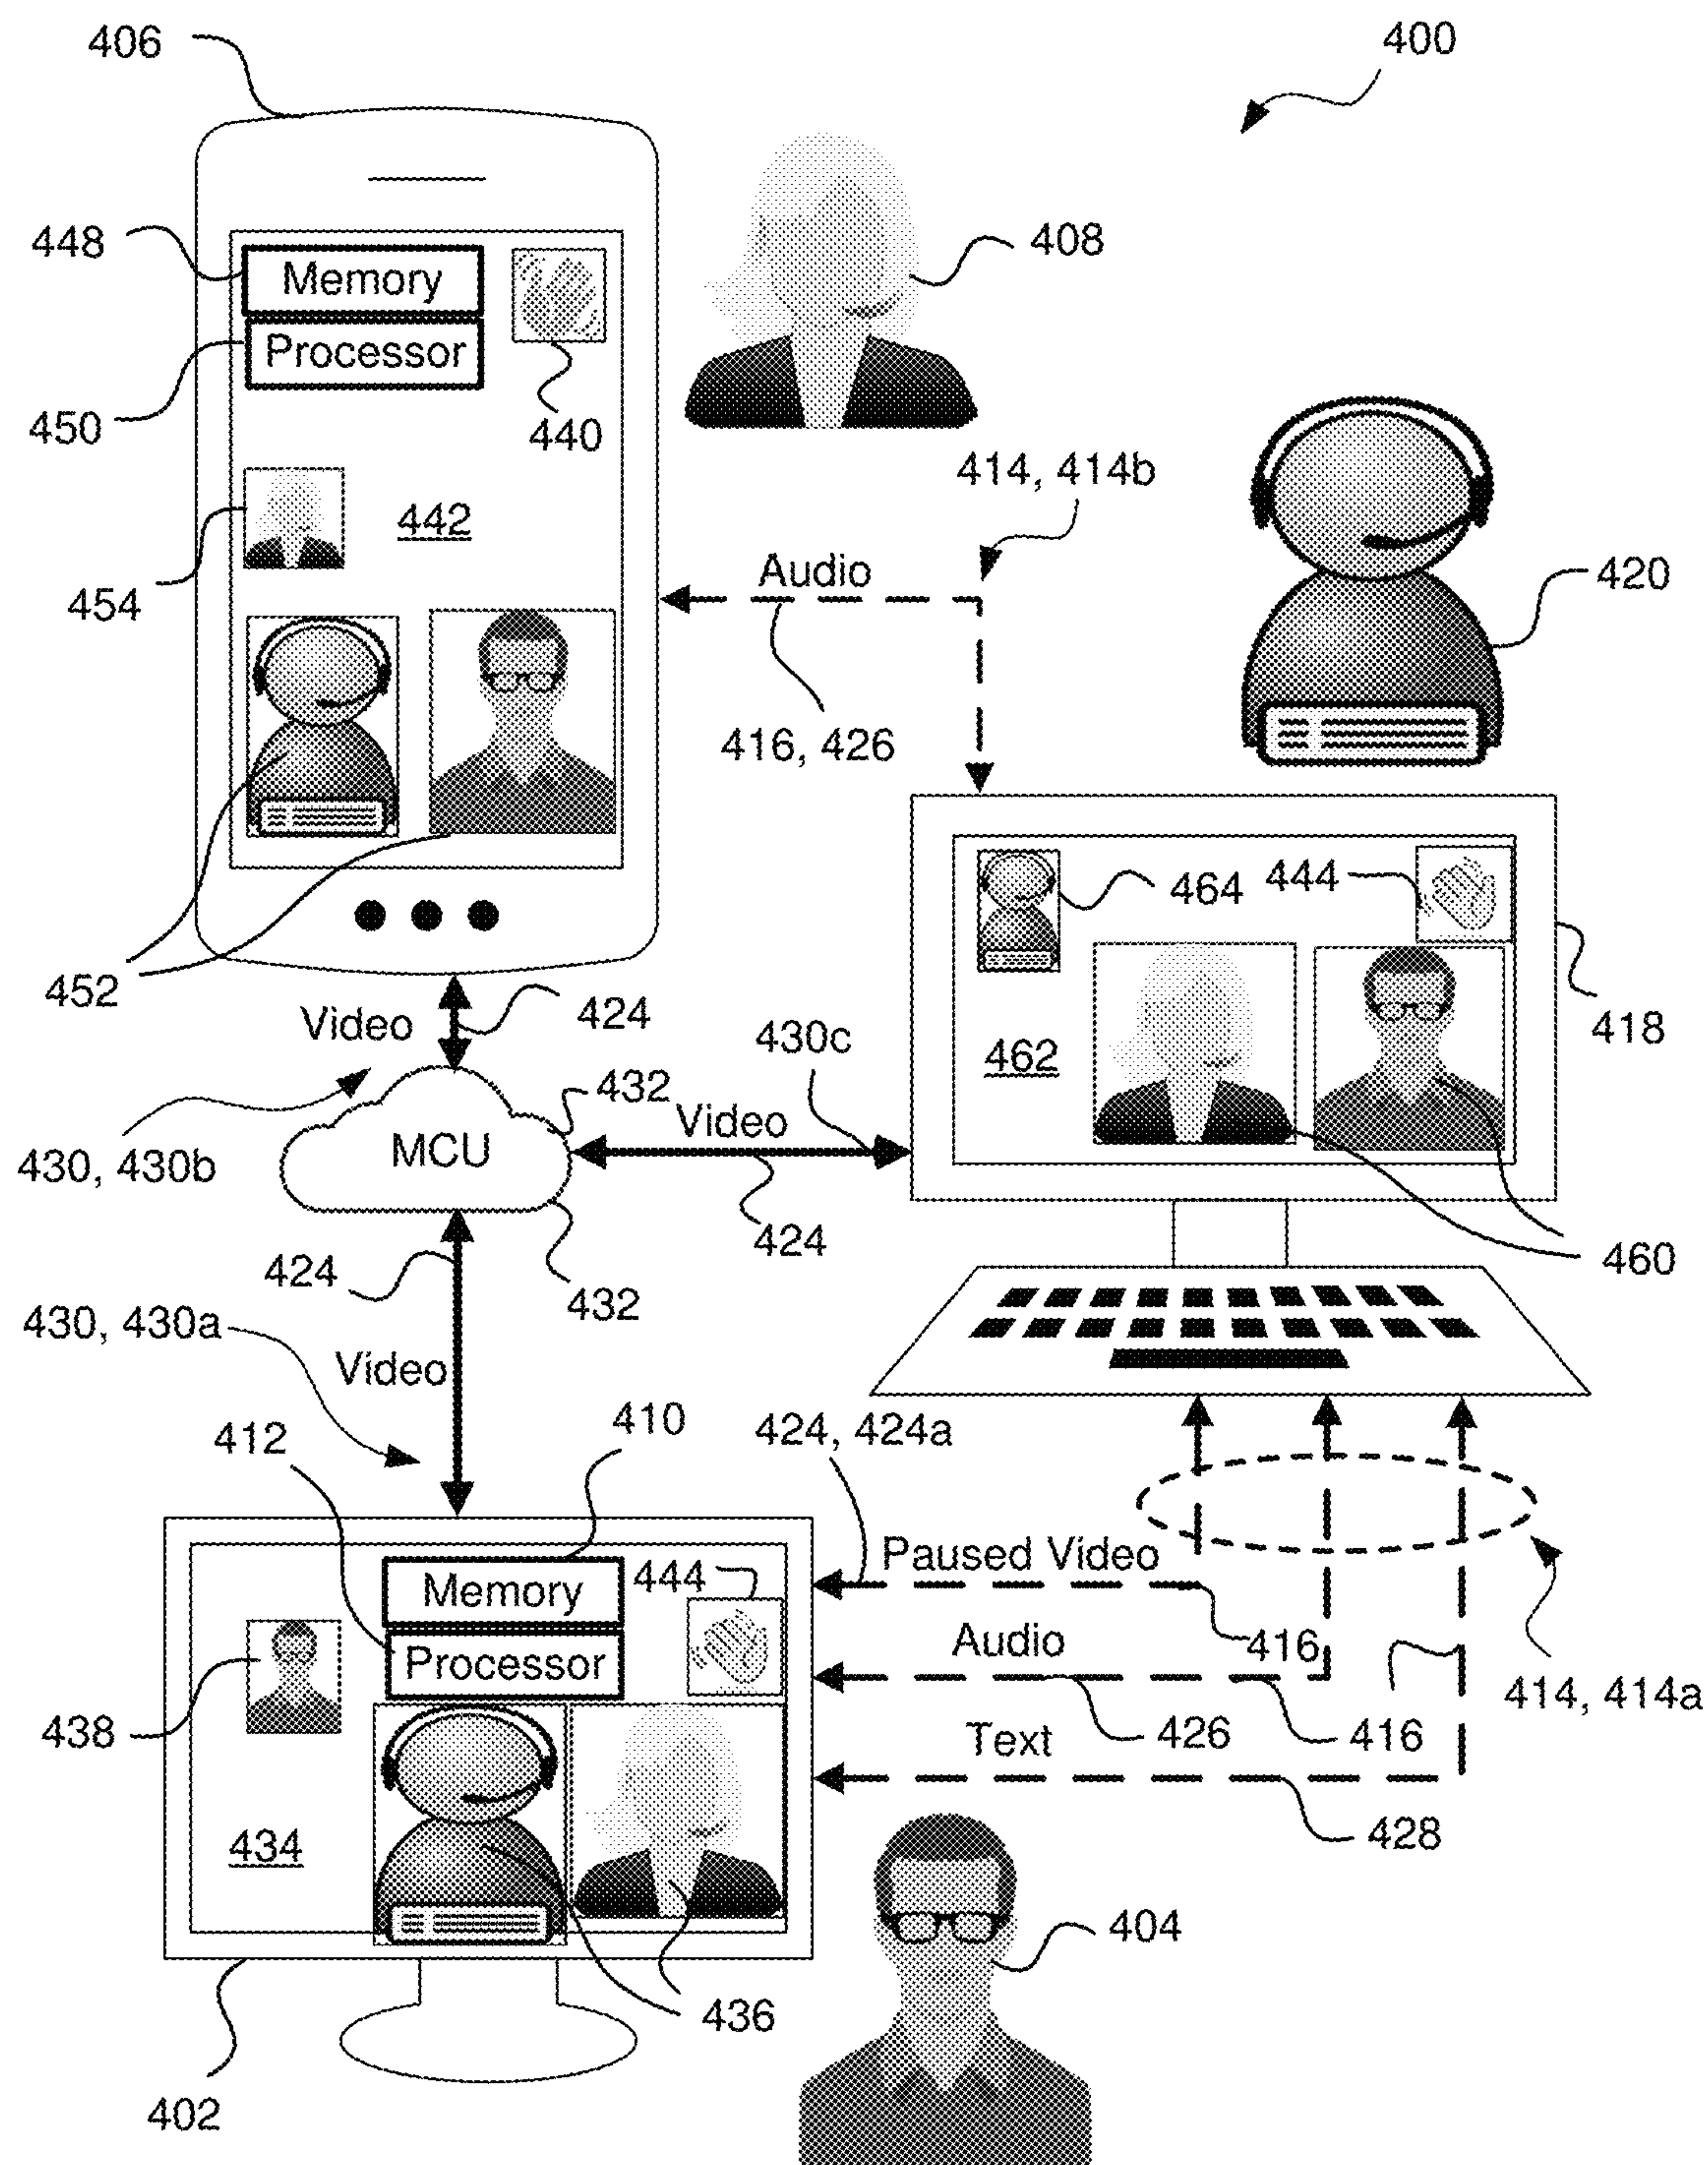 406
400
448
Memory
408
Processor
450
440
414, 414b
442
Audio
420
454
416, 426
464
444
452
424
418
Video
430c
462
432
Video
MCU
430, 430b
424
460
424
432
430, 430a
Video
410
424, 424a
412
Paused Video
Memory
444
416
Audio
Processor
414, 414a
438
426
416
Text
428
434
404
436
402